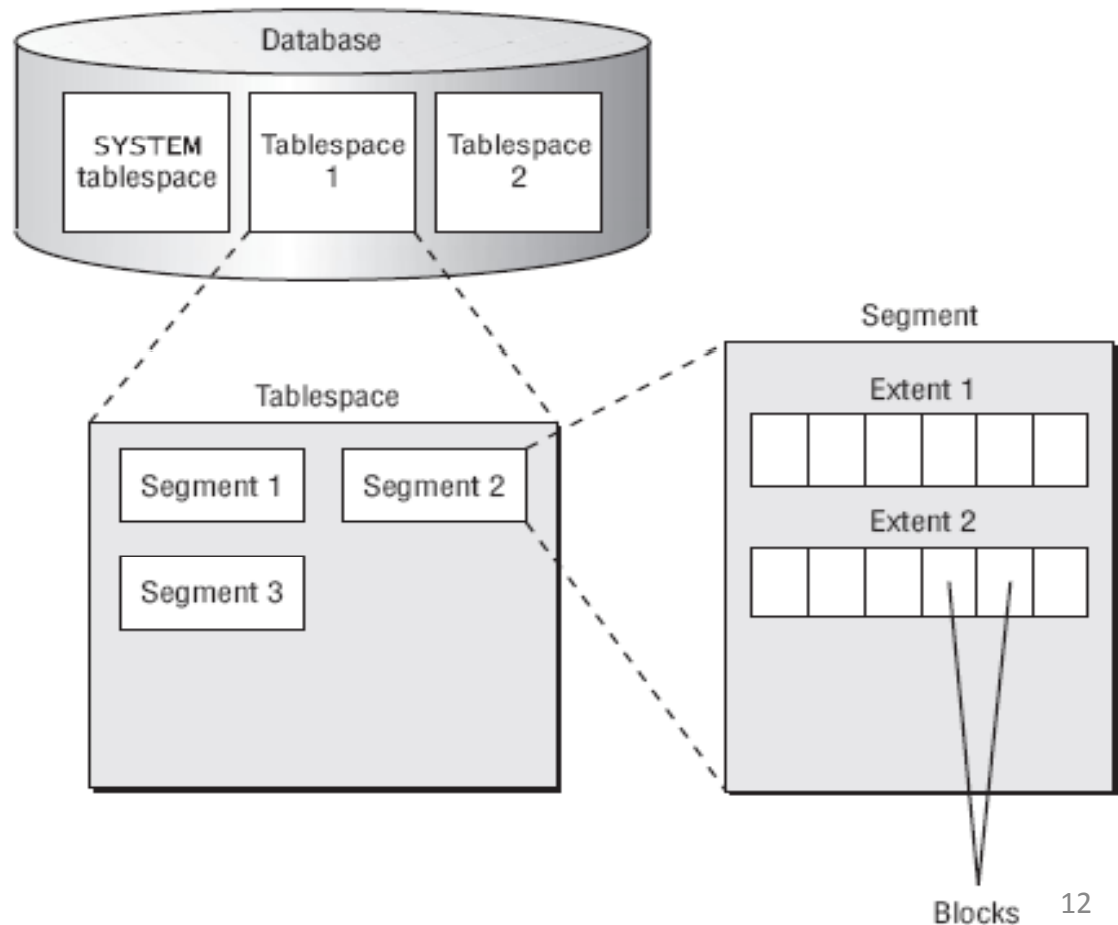 Database
SYSTEM
tablespace
Tablespace
1
Tablespace
2
Tablespace
Segment 1
Segment 2
Segment 3
Segment
Extent 1
Extent 2
Blocks
12